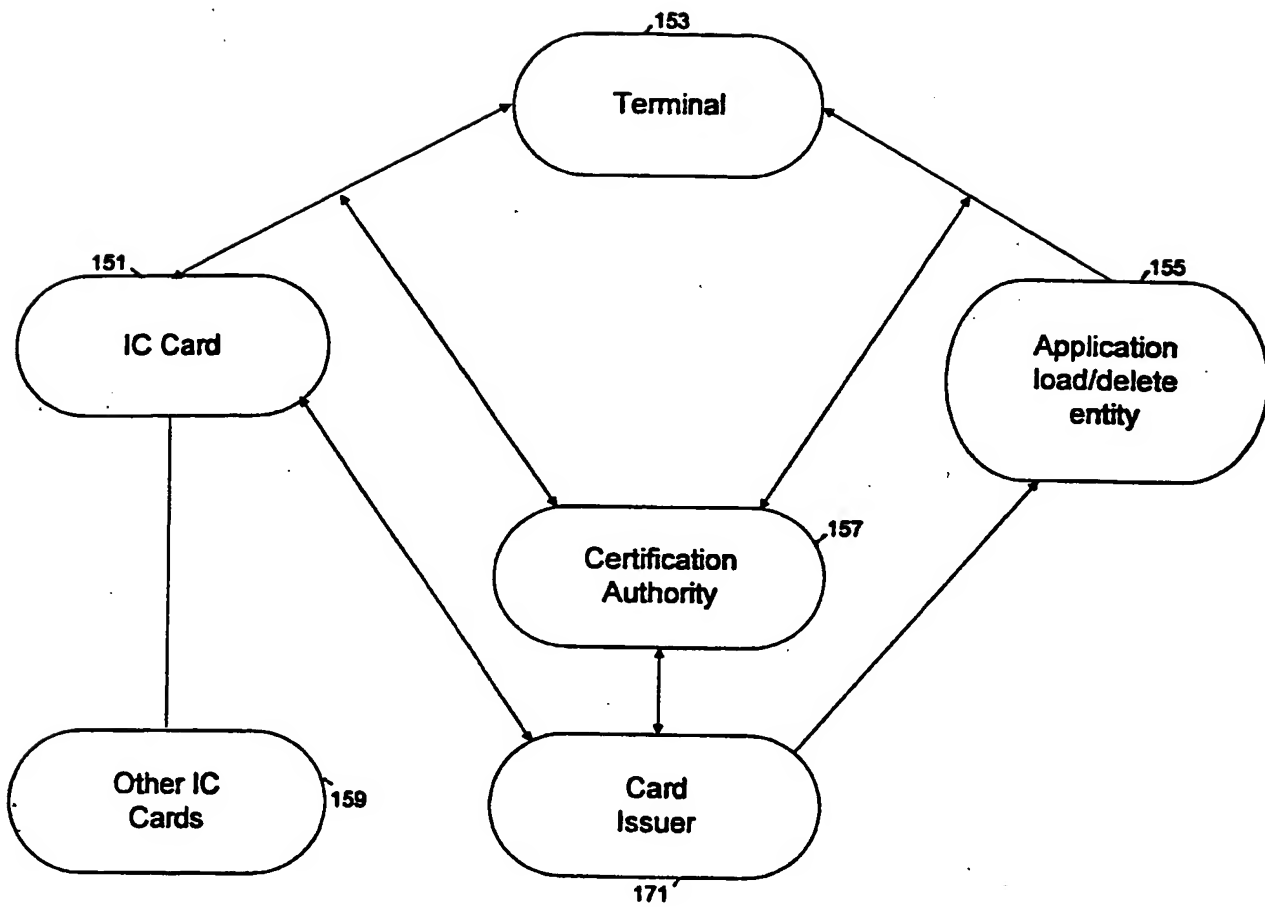 153
Terminal
151
IC Card
155
Application
load/delete
entity
157
Certification
Authority
Other IC
Cards
159
Card
Issuer
171